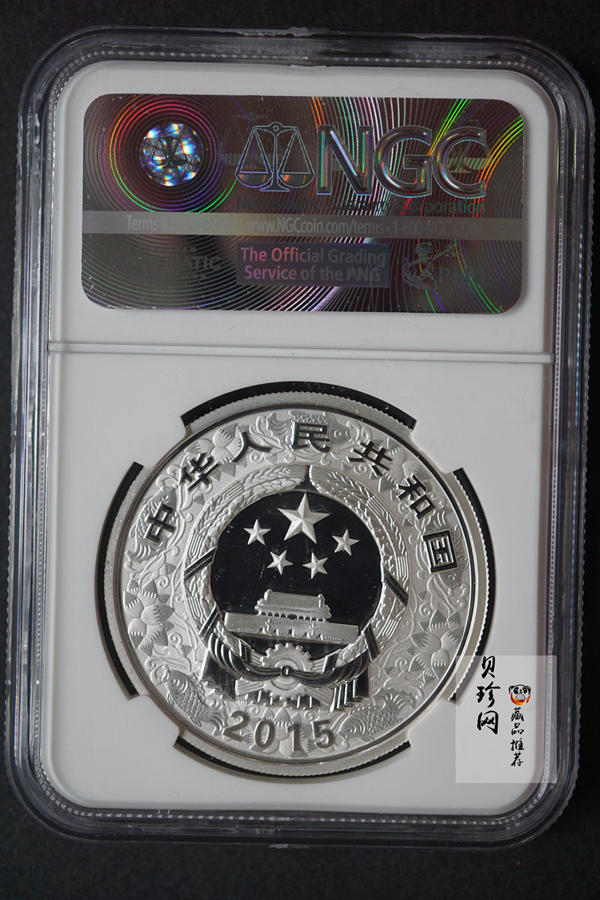 NGC
www.NGCcoin.com/terms
The Official Grading
Service of the PNG
中华人民共和国
2015
贝珍网
藏品推荐